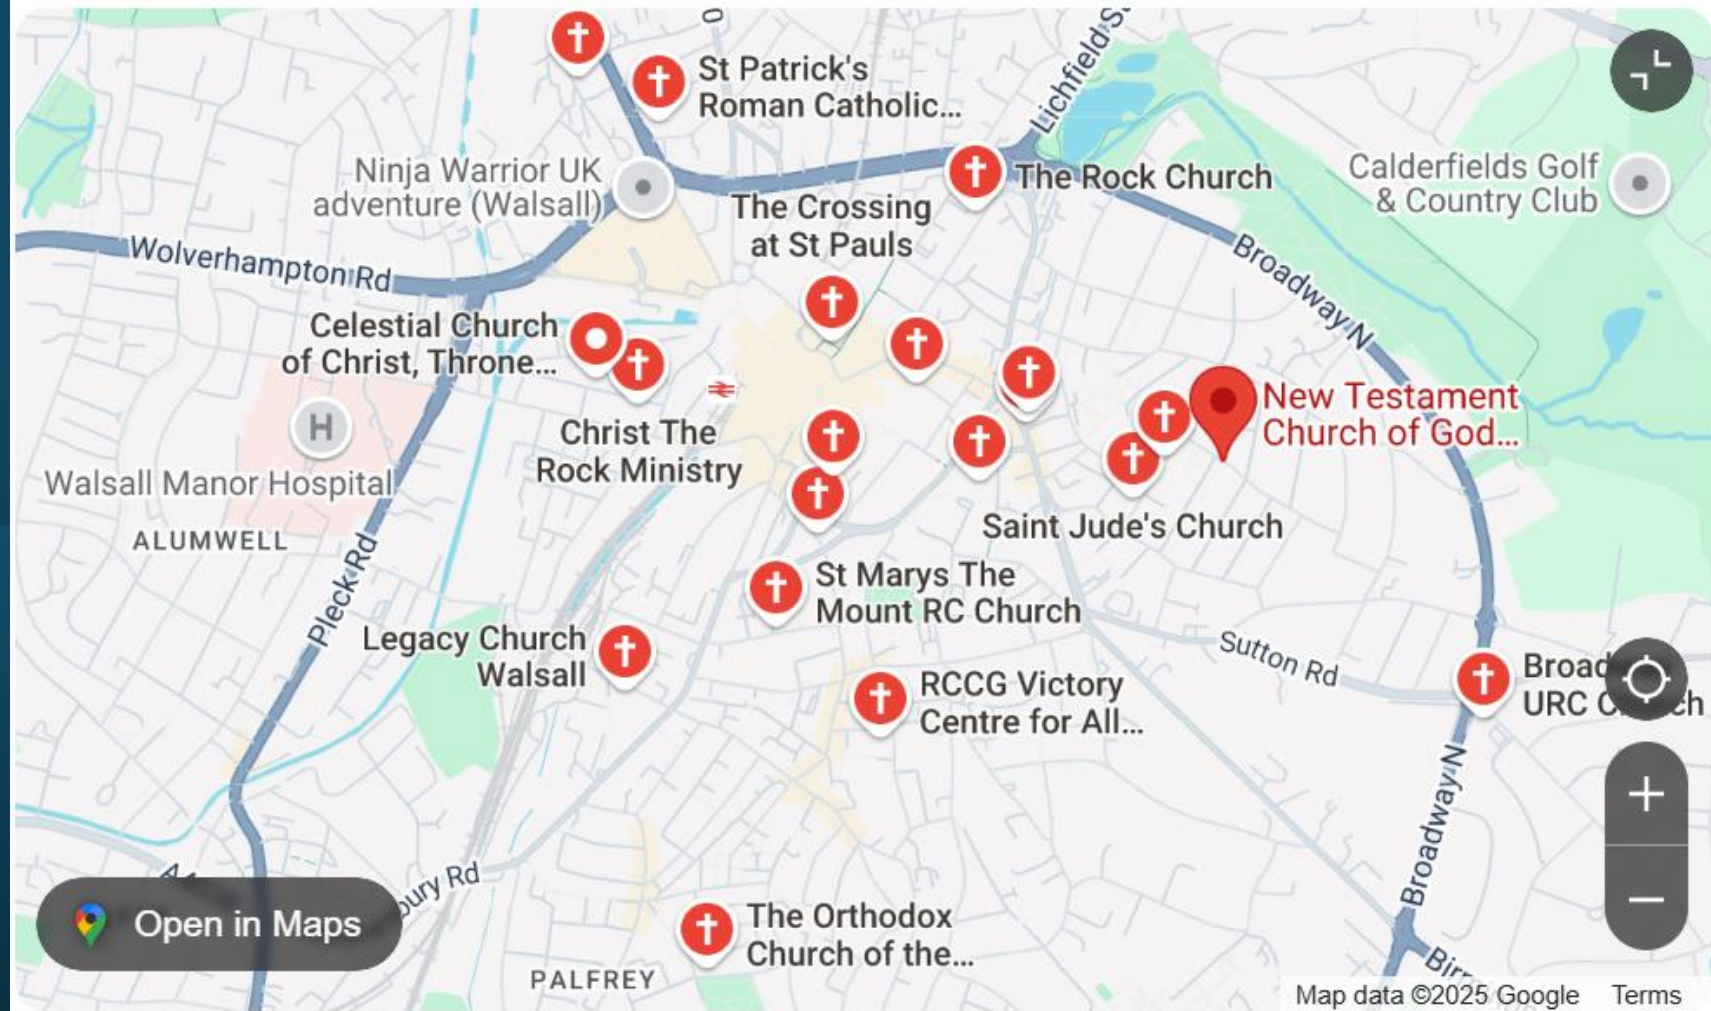 St Patrick's
Roman Catholic...
Lichfield
The Rock Church
Ninja Warrior UK
adventure (Walsall)
Calderfields Golf
& Country Club
The Crossing
at St Pauls
Wolverhampton Rd
Broadway N
Celestial Church
of Christ, Throne...
New Testament
Church of God...
H
Christ The
Rock Ministry
Walsall Manor Hospital
ALUMWELL
Saint Jude's Church
Pleck Rd
St Marys The
Mount RC Church
Legacy Church
Walsall
Sutton Rd
RCCG Victory
Centre for All...
URC
Broadway N
Rd
The Orthodox
Church of the...
Open in Maps
PALFREY
Map data ©2025 Google
Terms